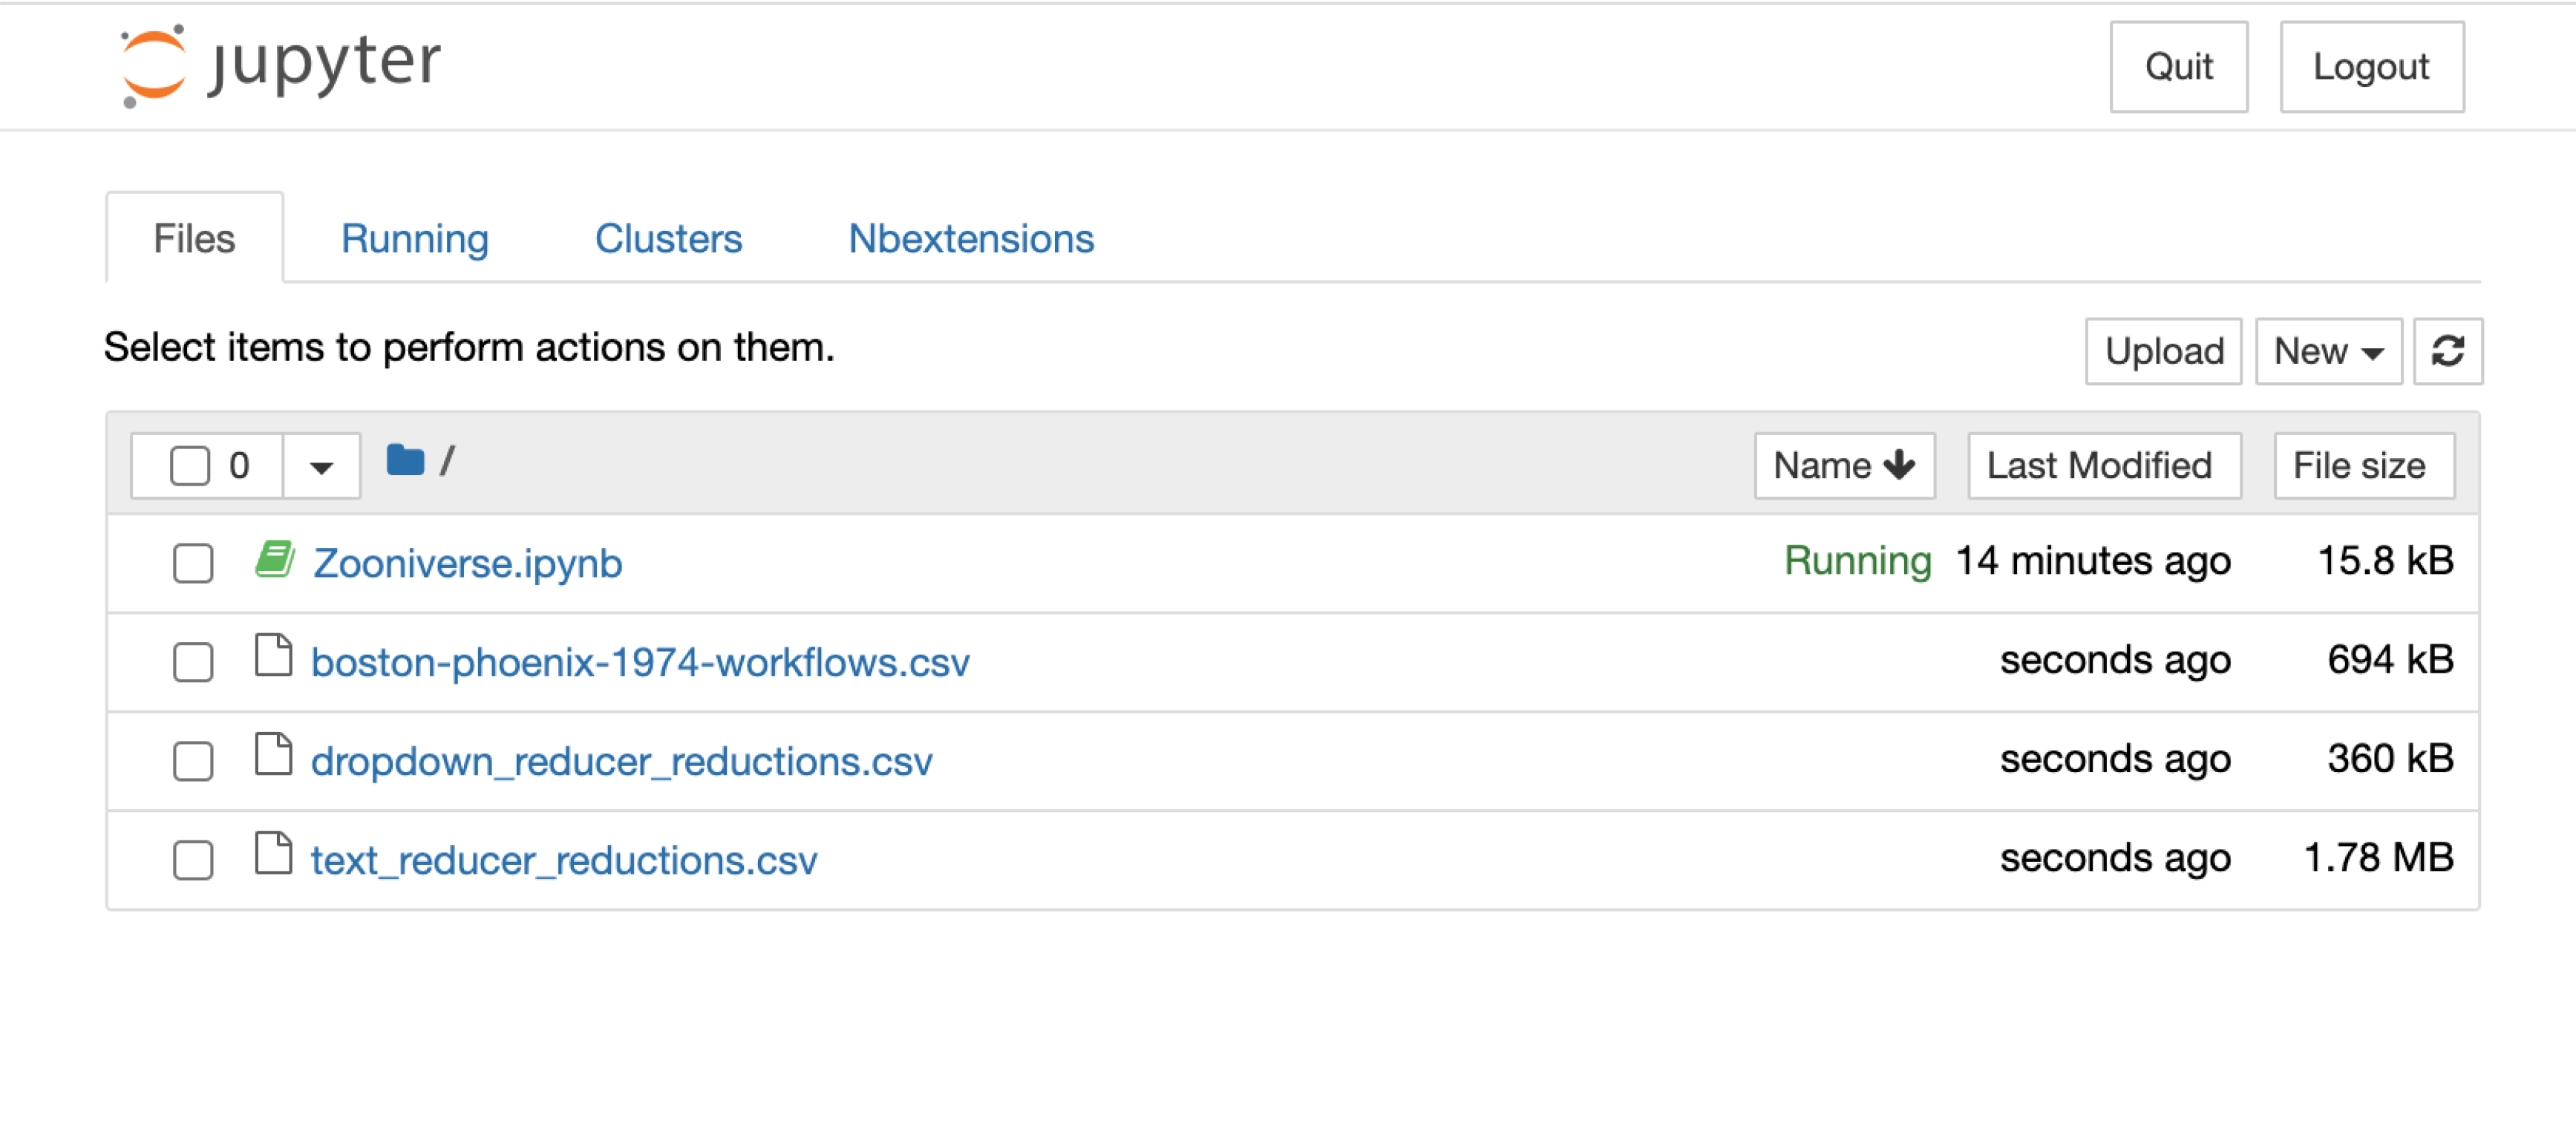 jupyter Quit Logout
Files Running Clusters Nbextensions
Select items to perform actions on them. Upload New
0 / Name Last Modified File size
Zooniverse.ipynb Running 14 minutes ago 15.8 kB
boston-phoenix-1974-workflows.csv seconds ago 694 kB
dropdown_reducer_reductions.csv seconds ago 360 kB
text_reducer_reductions.csv seconds ago 1.78 MB